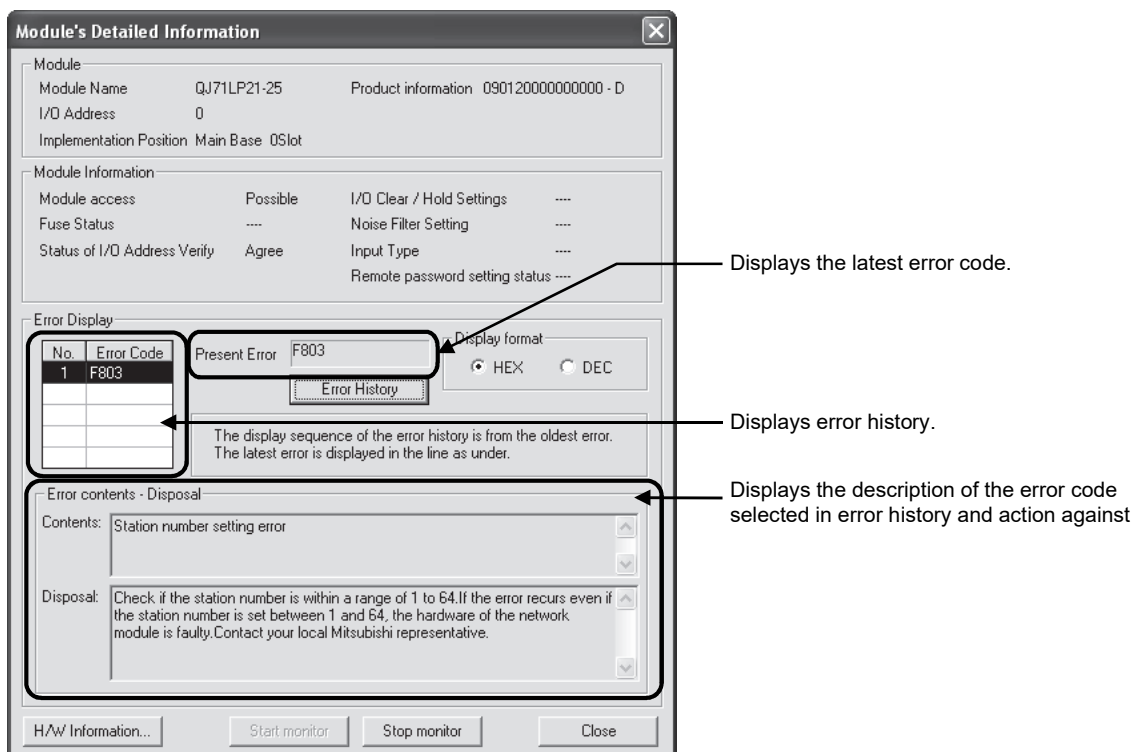 Module's Detailed Information
Module
Module Name QJ71LP21-25 Product information 090120000000000 - D
I/O Address 0
Implementation Position Main Base 0Slot
Module Information
Module access Possible I/O Clear / Hold Settings ----
Fuse Status ---- Noise Filter Setting ----
Status of I/O Address Verify Agree Input Type ----
Remote password setting status ----
Displays the latest error code.
Error Display
No. Error Code
1 F803
Present Error F803
Display format
HEX DEC
Error History
The display sequence of the error history is from the oldest error.
The latest error is displayed in the line as under.
Displays error history.
Error contents - Disposal
Contents: Station number setting error
Disposal: Check if the station number is within a range of 1 to 64.If the error recurs even if
the station number is set between 1 and 64, the hardware of the network
module is faulty.Contact your local Mitsubishi representative.
Displays the description of the error code
selected in error history and action against
H/W Information... Start monitor Stop monitor Close